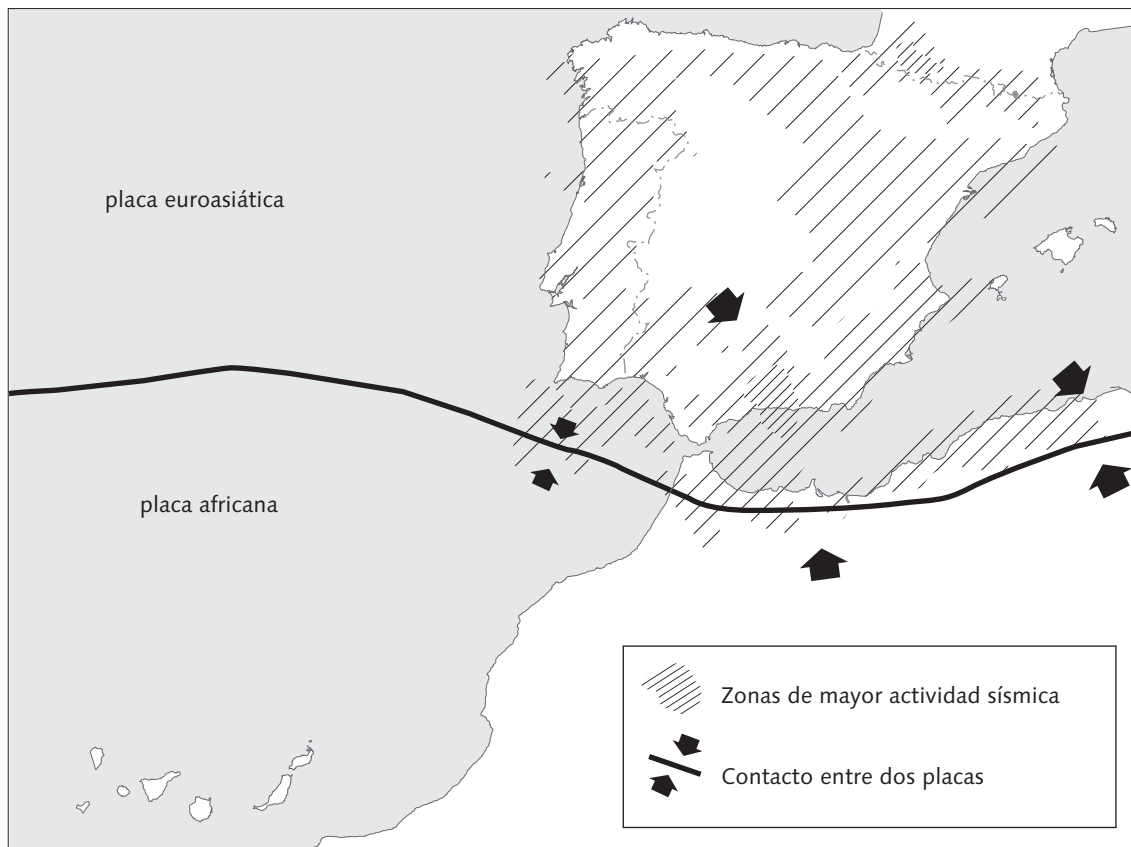 placa euroasiática
placa africana
Zonas de mayor actividad sísmica
Contacto entre dos placas